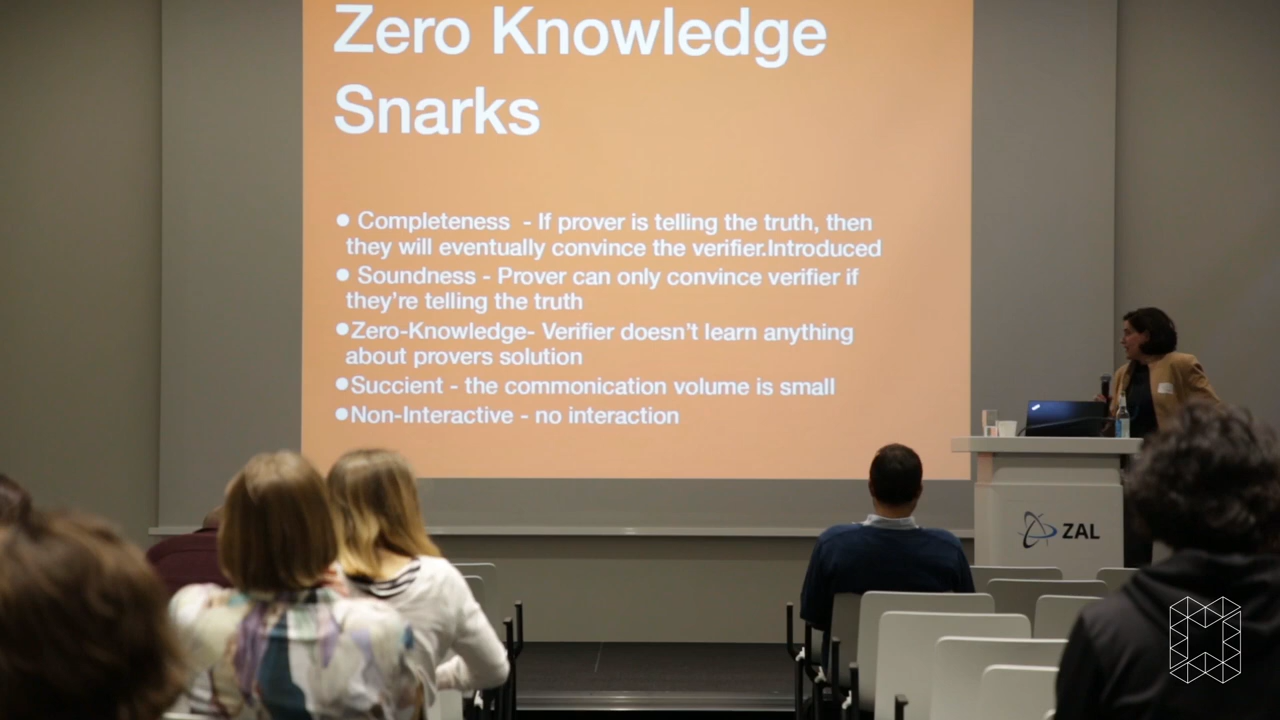 Zero Knowledge
Snarks
● Completeness - If prover is telling the truth, then
they will eventually convince the verifier.Introduced
● Soundness - Prover can only convince verifier if
they're telling the truth
●Zero-Knowledge- Verifier doesn't learn anything
about provers solution
●Succient - the commonication volume is small
●Non-Interactive - no interaction
ZAL